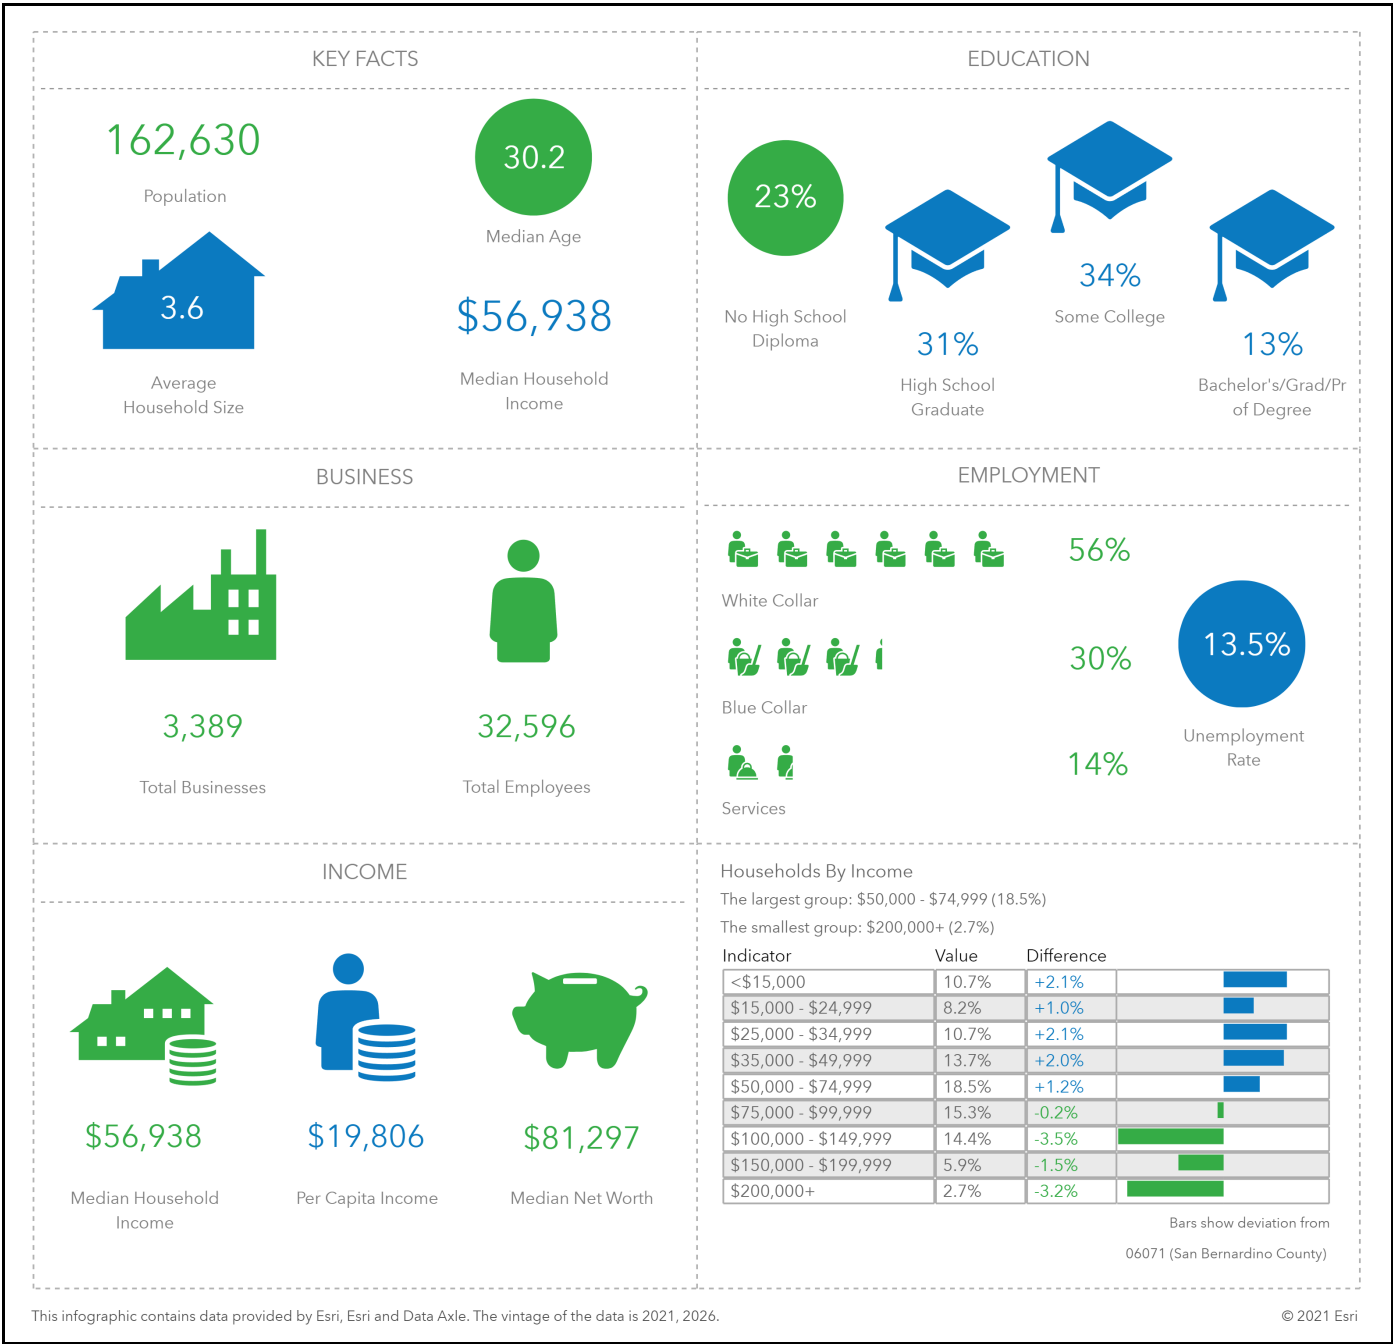 KEY FACTS
162,630
Population
3.6
Average
Household Size
30.2
Median Age
$56,938
Median Household
Income
EDUCATION
23%
No High School
Diploma
31%
High School
Graduate
34%
Some College
13%
Bachelor's/Grad/Pr
of Degree
BUSINESS
3,389
Total Businesses
32,596
Total Employees
EMPLOYMENT
56%
White Collar
30%
Blue Collar
14%
Services
13.5%
Unemployment
Rate
INCOME
$56,938
Median Household
Income
$19,806
Per Capita Income
$81,297
Median Net Worth
Households By Income
The largest group: $50,000 - $74,999 (18.5%)
The smallest group: $200,000+ (2.7%)
Indicator Value Difference
<$15,000 10.7% +2.1%
$15,000 - $24,999 8.2% +1.0%
$25,000 - $34,999 10.7% +2.1%
$35,000 - $49,999 13.7% +2.0%
$50,000 - $74,999 18.5% +1.2%
$75,000 - $99,999 15.3% -0.2%
$100,000 - $149,999 14.4% -3.5%
$150,000 - $199,999 5.9% -1.5%
$200,000+ 2.7% -3.2%
Bars show deviation from
06071 (San Bernardino County)
This infographic contains data provided by Esri, Esri and Data Axle. The vintage of the data is 2021, 2026.
© 2021 Esri